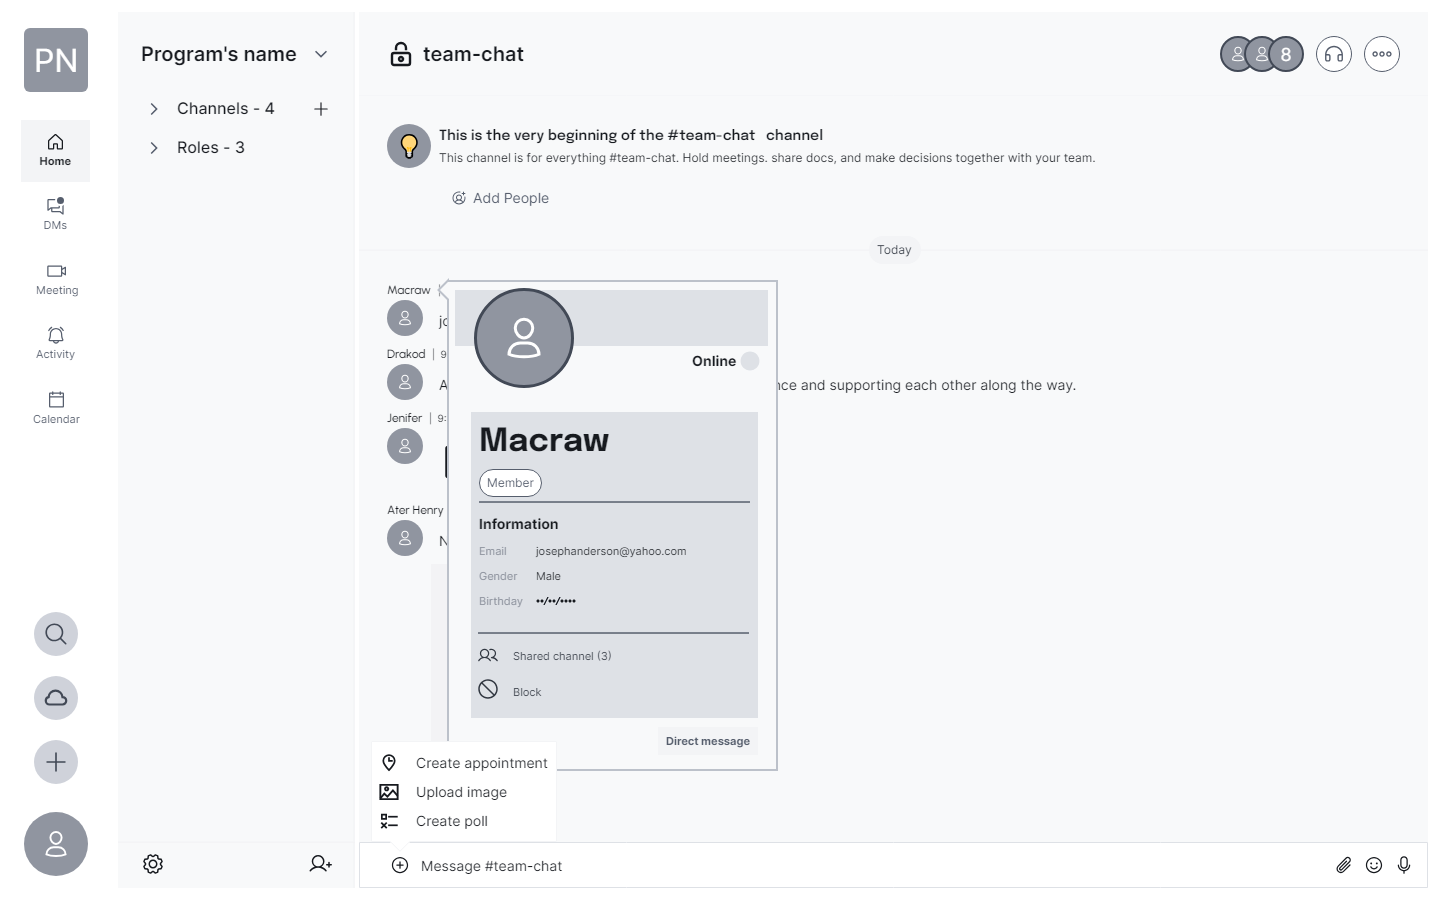 PN
Program's name
Channels - 4
Roles - 3
Home
DMs
Meeting
Activity
Calendar
team-chat
8
This is the very beginning of the #team-chat channel
This channel is for everything #team-chat. Hold meetings. share docs, and make decisions together with your team.
Add People
Today
Macraw
Drakod | 9
and supporting each other along the way.
Jenifer | 9:
Ater Henry
Online
Macraw
Member
Information
Email josephanderson@yahoo.com
Gender Male
Birthday ••/••/••••
Shared channel (3)
Block
Direct message
Create appointment
Upload image
Create poll
Message #team-chat